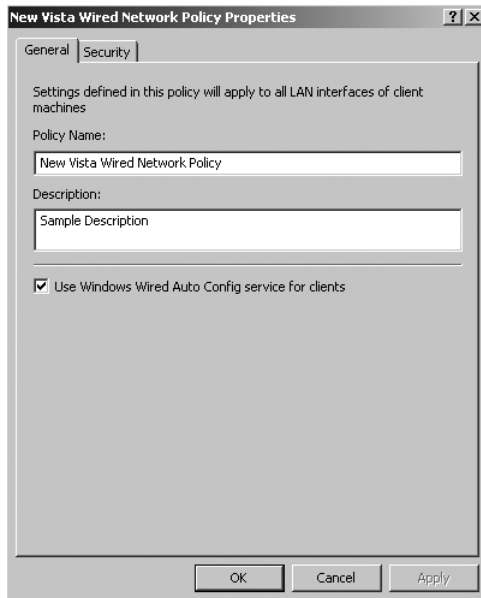 New Vista Wired Network Policy Properties
General Security
Settings defined in this policy will apply to all LAN interfaces of client
machines
Policy Name:
New Vista Wired Network Policy
Description:
Sample Description
Use Windows Wired Auto Config service for clients
OK Cancel Apply